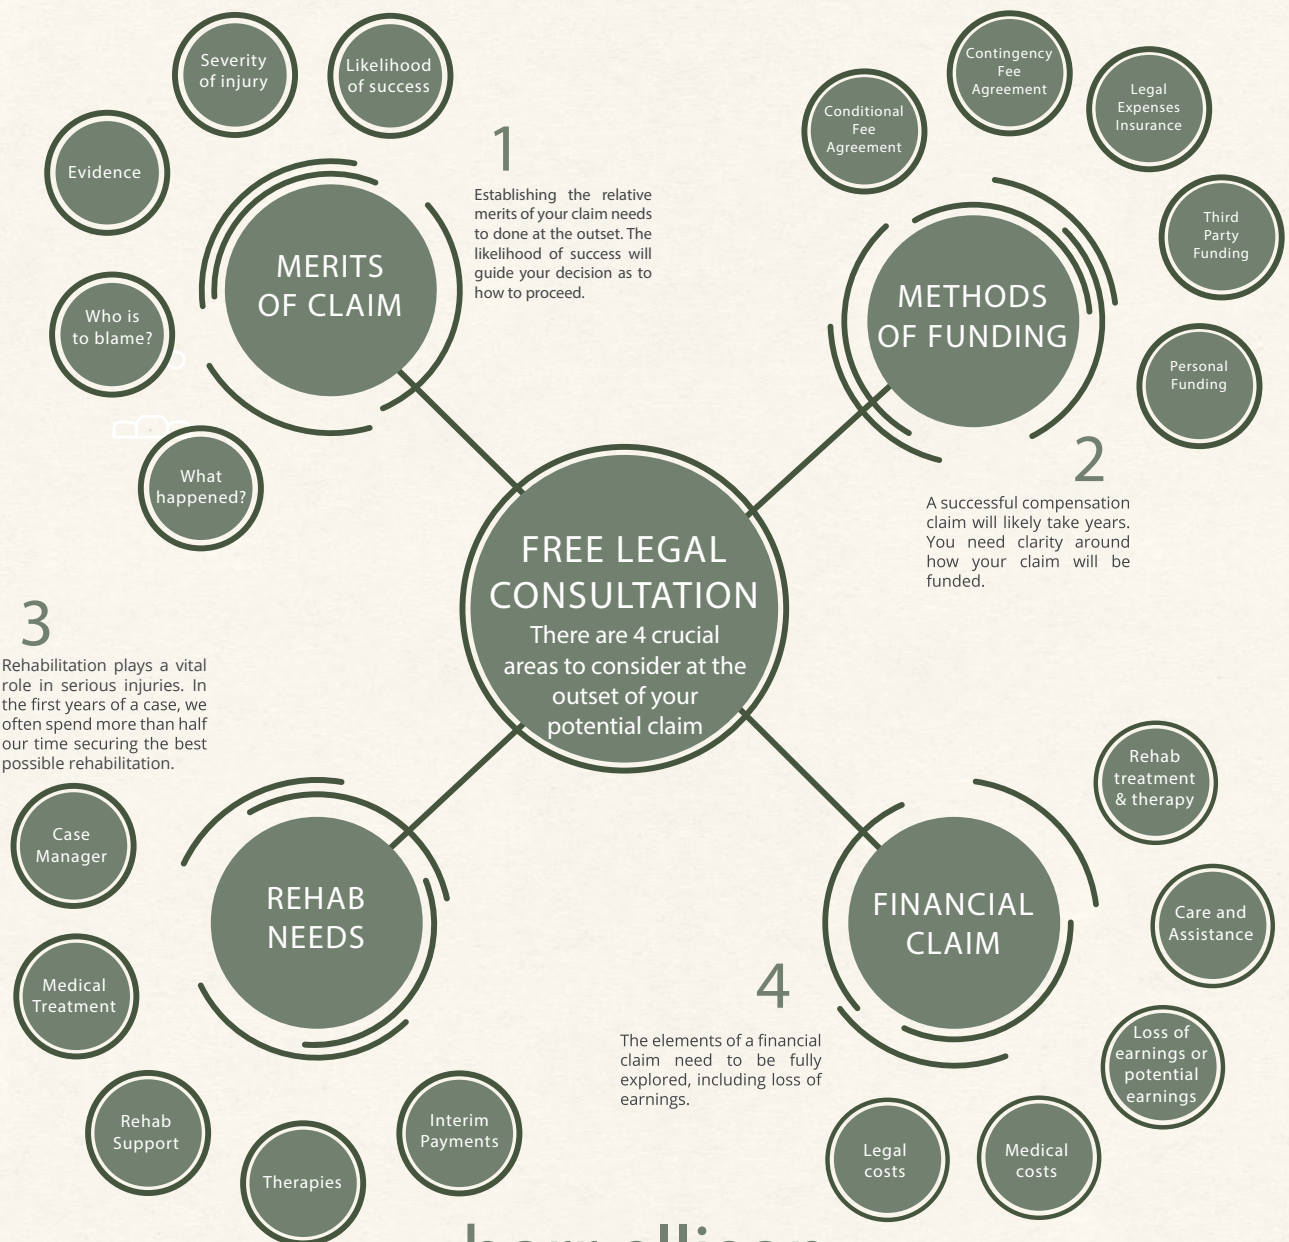 Severity
of injury
Likelihood
of success
Evidence
Who is
to blame?
What
happened?
MERITS
OF CLAIM
1
Establishing the relative
merits of your claim needs
to done at the outset. The
likelihood of success will
guide your decision as to
how to proceed.
Conditional
Fee
Agreement
Contingency
Fee
Agreement
Legal
Expenses
Insurance
Third
Party
Funding
Personal
Funding
METHODS
OF FUNDING
2
A successful compensation
claim will likely take years.
You need clarity around
how your claim will be
funded.
FREE LEGAL
CONSULTATION
There are 4 crucial
areas to consider at the
outset of your
potential claim
3
Rehabilitation plays a vital
role in serious injuries. In
the first years of a case, we
often spend more than half
our time securing the best
possible rehabilitation.
REHAB
NEEDS
Case
Manager
Medical
Treatment
Rehab
Support
Therapies
Interim
Payments
FINANCIAL
CLAIM
4
The elements of a financial
claim need to be fully
explored, including loss of
earnings.
Rehab
treatment
& therapy
Care and
Assistance
Loss of
earnings or
potential
earnings
Medical
costs
Legal
costs